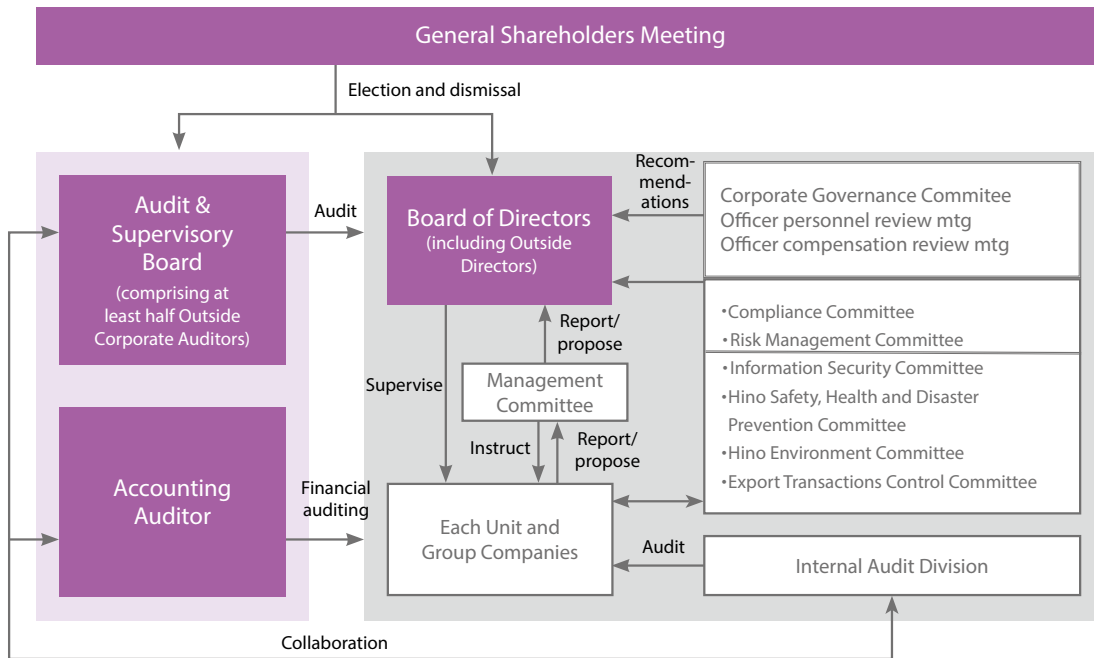 General Shareholders Meeting
Election and dismissal
Audit &
Supervisory
Board
(comprising at
least half Outside
Corporate Auditors)
Audit
Board of Directors
(including Outside
Directors)
Recom-
mend-
ations
Corporate Governance Commitee
Officer personnel review mtg
Officer compensation review mtg
•Compliance Committee
•Risk Management Committee
•Information Security Committee
•Hino Safety, Health and Disaster
Prevention Committee
•Hino Environment Committee
•Export Transactions Control Committee
Report/
propose
Supervise
Management
Committee
Instruct
Report/
propose
Accounting
Auditor
Financial
auditing
Each Unit and
Group Companies
Audit
Internal Audit Division
Collaboration